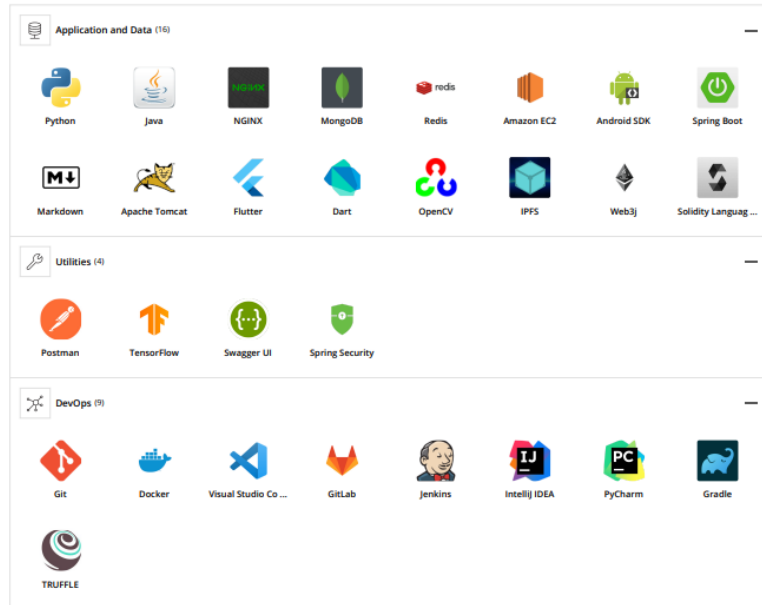 Application and Data (16)
NGINX
redis
Python
Java
NGINX
MongoDB
Redis
Amazon EC2
Android SDK
Spring Boot
M
Markdown
Apache Tomcat
Flutter
Dart
OpenCV
IPFS
Web3j
Solidity Languag ...
Utilities (4)
Postman
TensorFlow
Swagger UI
Spring Security
DevOps (9)
IJ
PC
Git
Docker
Visual Studio Co ...
GitLab
Jenkins
IntelliJ IDEA
PyCharm
Gradle
TRUFFLE